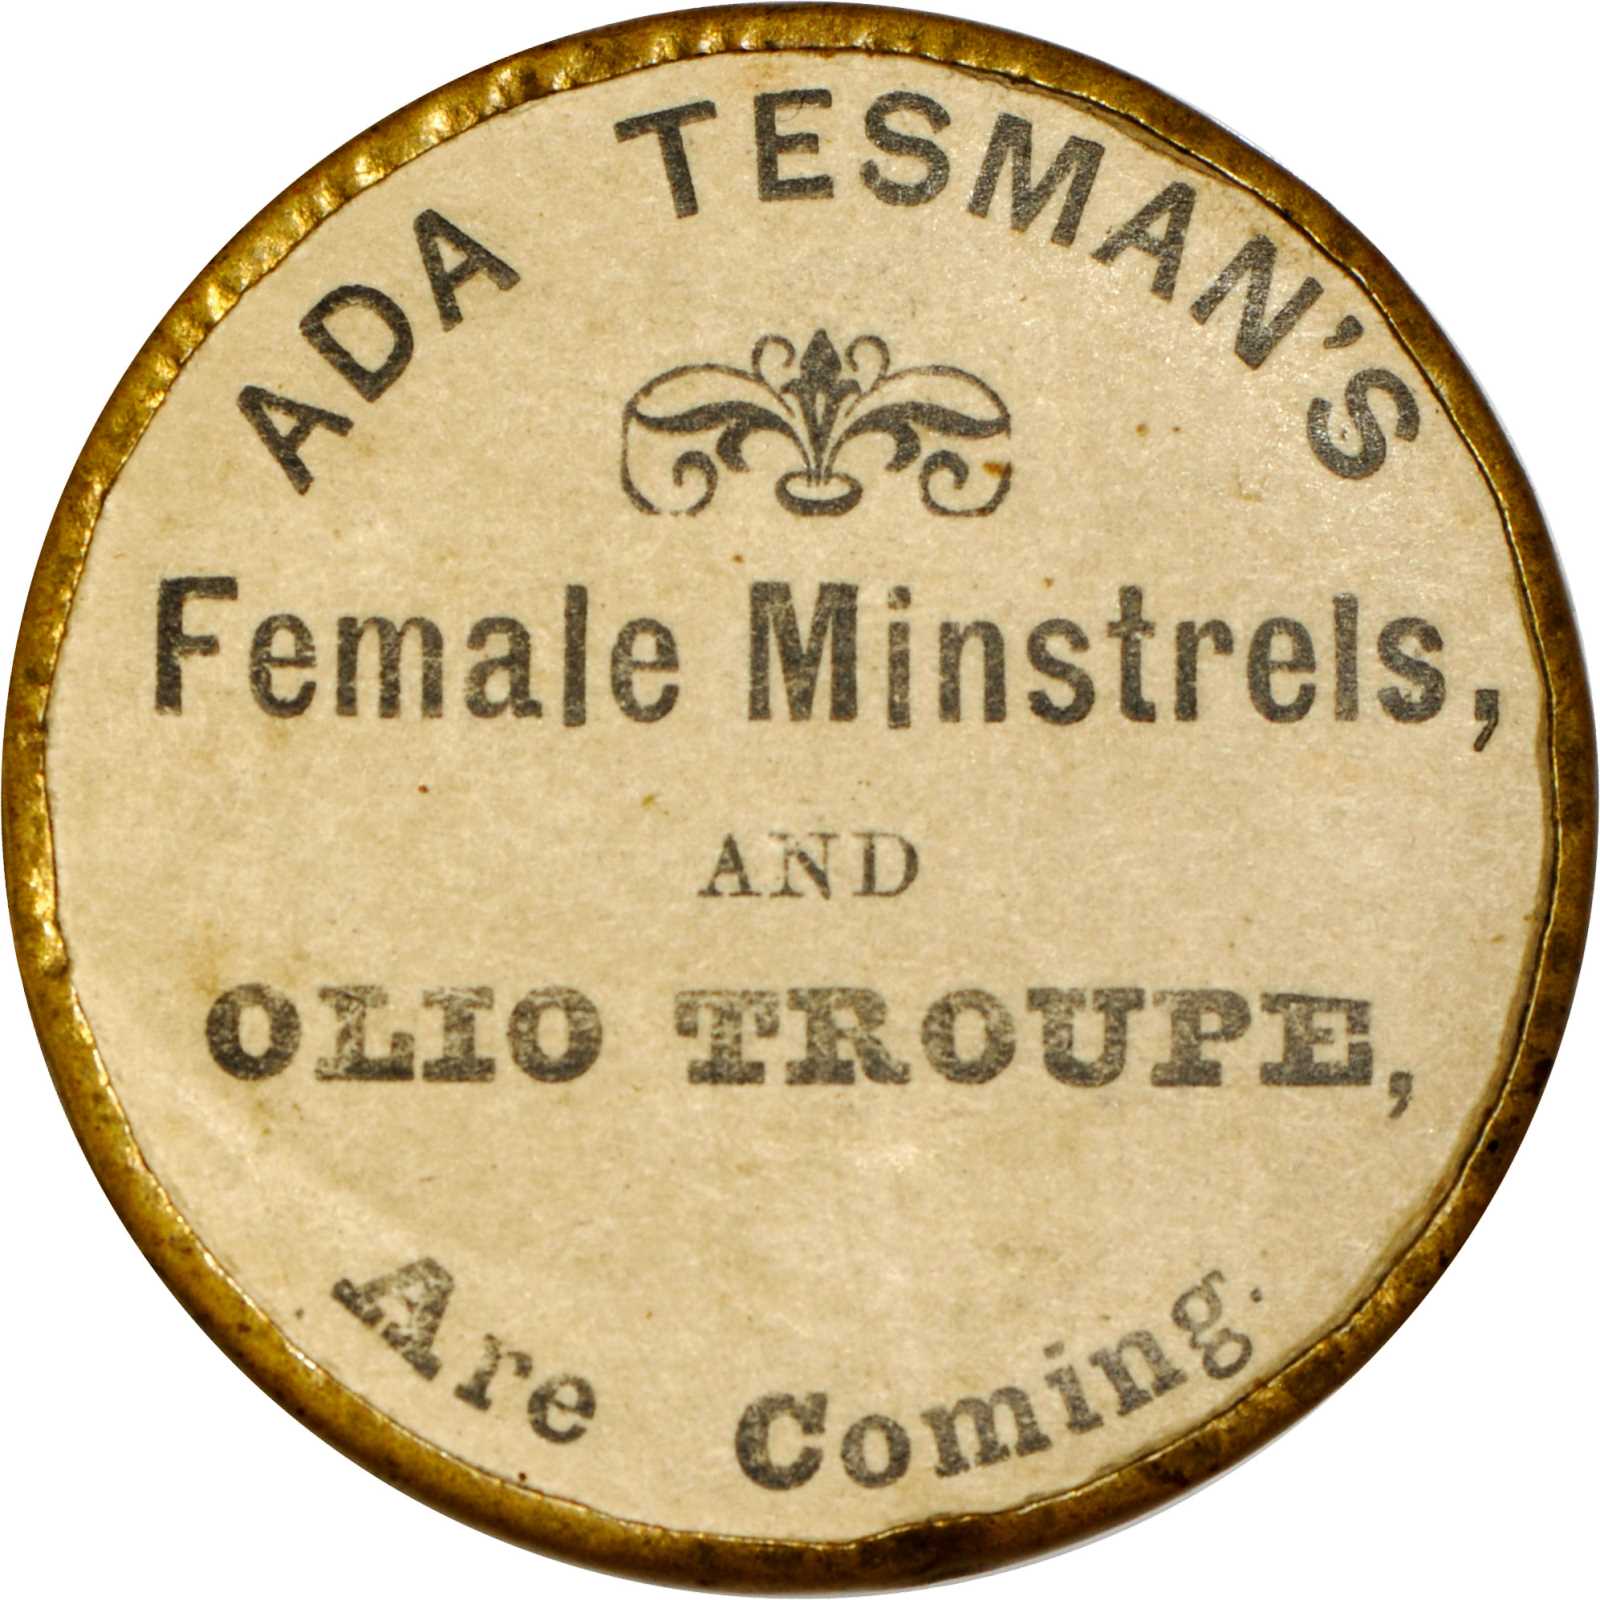 ADA TESMAN'S
Female Minstrels,
AND
OLIO TROUPE,
Are Coming.